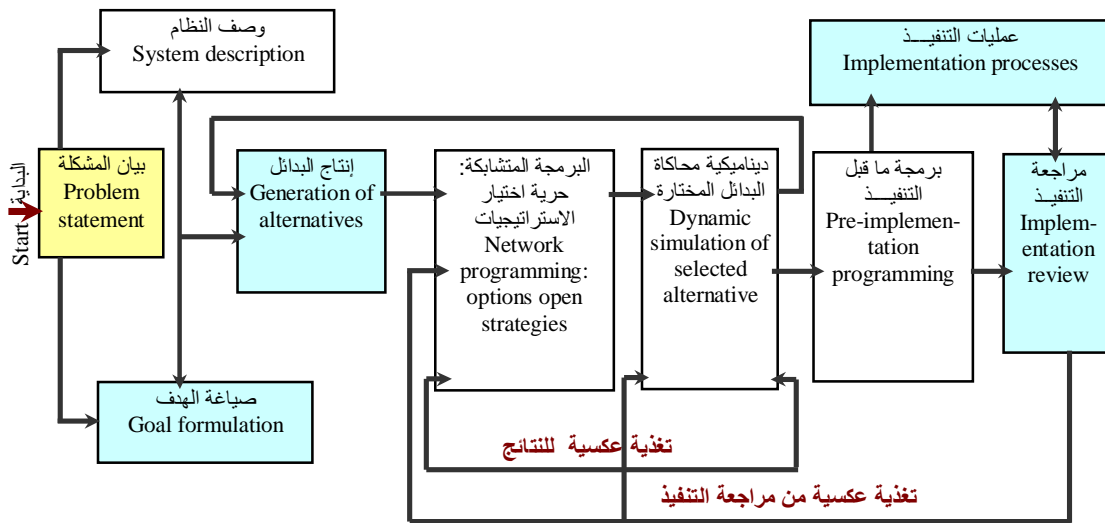 وصف النظام
System description
عمليات التنفيـــذ
Implementation processes
البداية
Start
بيان المشكلة
Problem
statement
إنتاج البدائل
Generation of
alternatives
البرمجة المتشابكة:
حرية اختيار
الاستراتيجيات
Network
programming:
options open
strategies
ديناميكية محاكاة
البدائل المختارة
Dynamic
simulation of
selected
alternative
برمجة ما قبل
التنفيـــذ
Pre-implemen-
tation
programming
مراجعة
التنفيـذ
Implem-
entation
review
صياغة الهدف
Goal formulation
تغذية عكسية للنتائج
تغذية عكسية من مراجعة التنفيذ